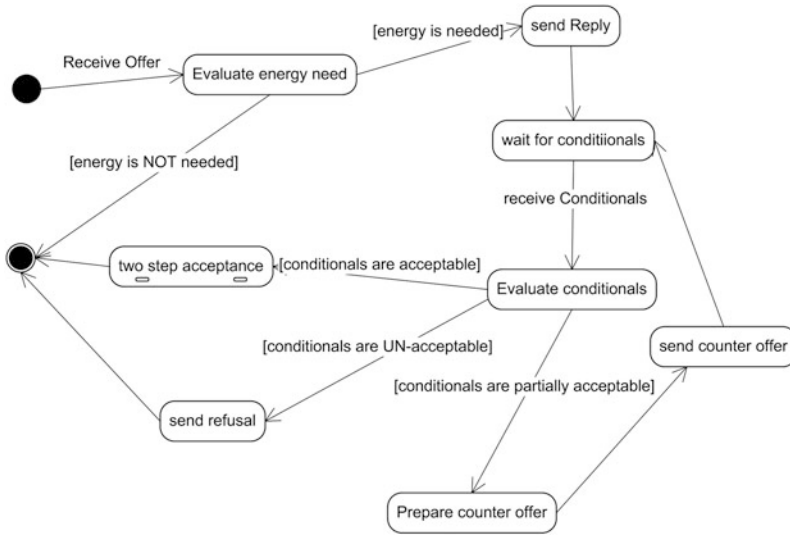 [energy is needed]
send Reply
Receive Offer
Evaluate energy need
wait for conditiionals
[energy is NOT needed]
receive Conditionals
two step acceptance
[conditionals are acceptable]
Evaluate conditionals
[conditionals are UN-acceptable]
send counter offer
[conditionals are partially acceptable]
send refusal
Prepare counter offer